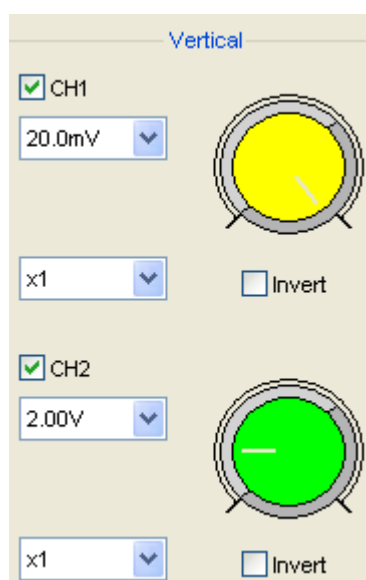 Vertical
CH1
20.0mV
x1
Invert
CH2
2.00V
x1
Invert